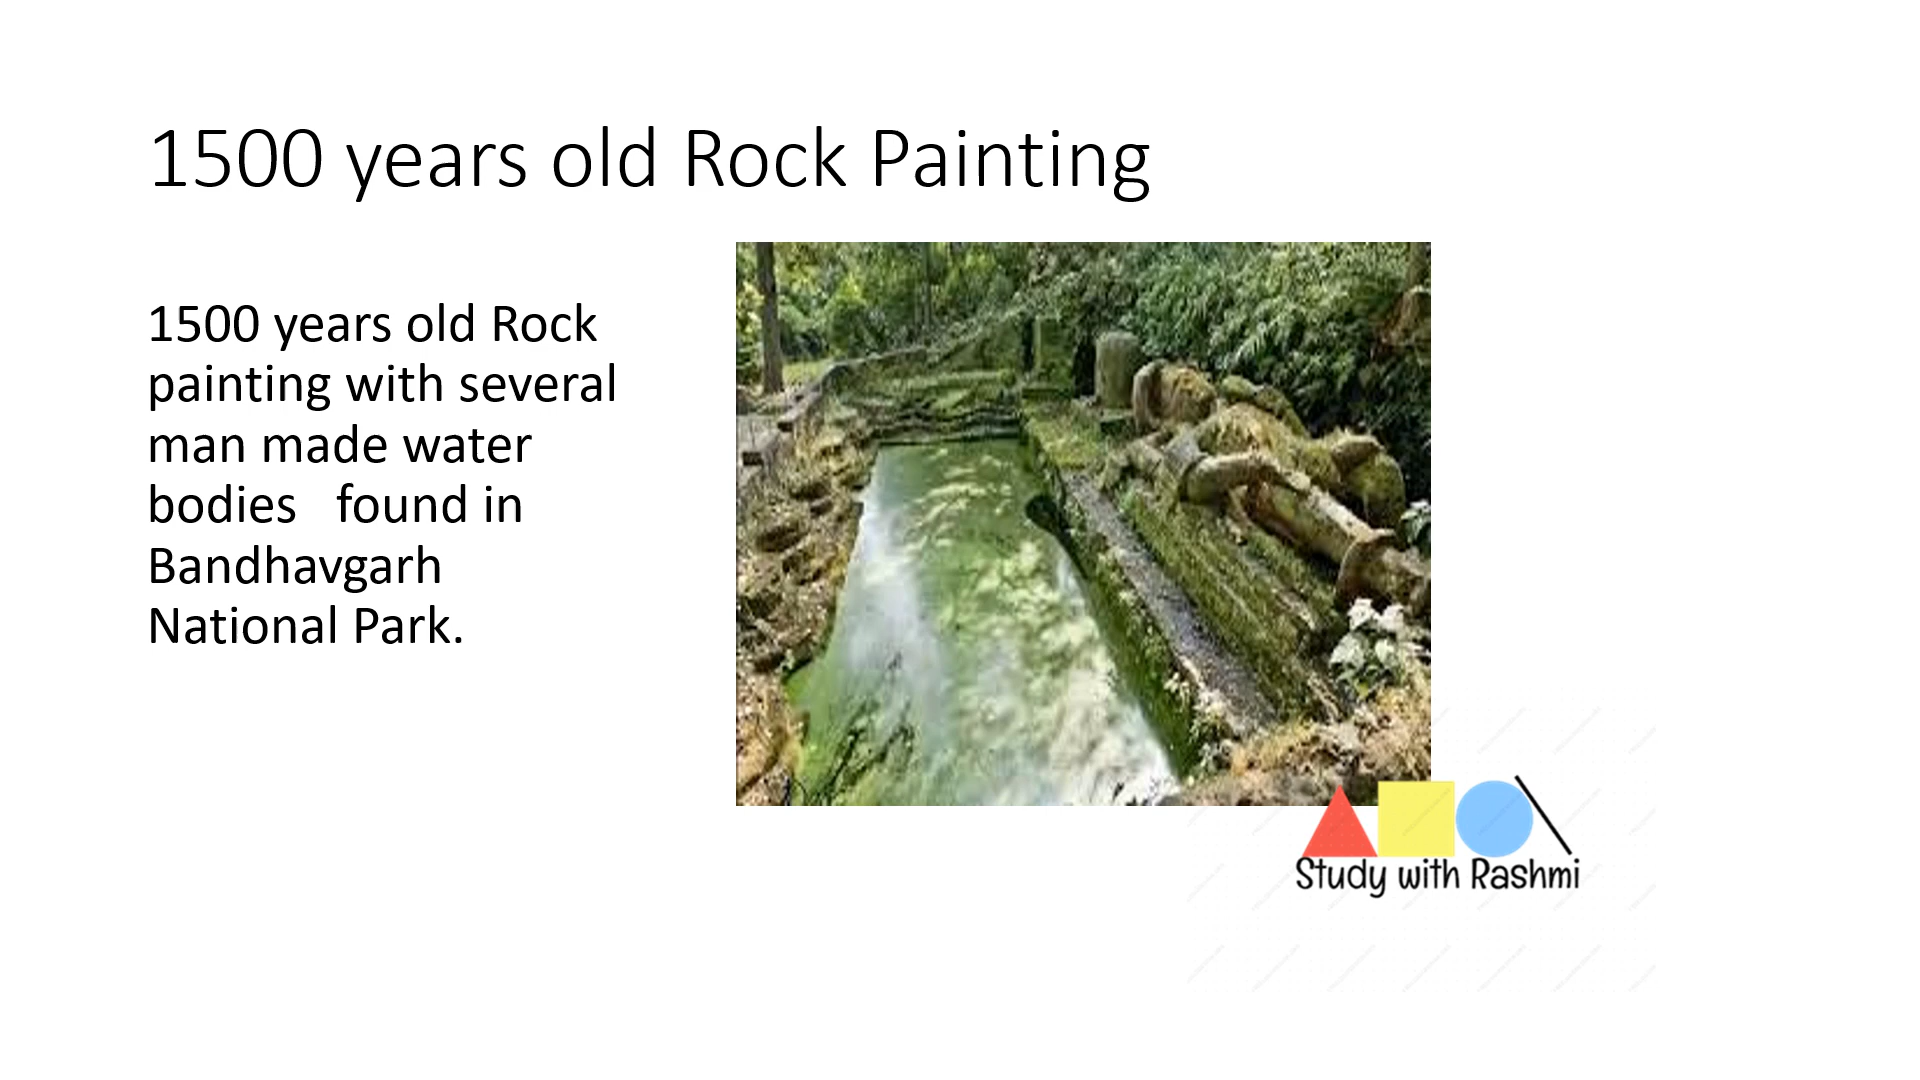 1500 years old Rock Painting
1500 years old Rock
painting with several
man made water
bodies   found in
Bandhavgarh
National Park.
Study with Rashmi